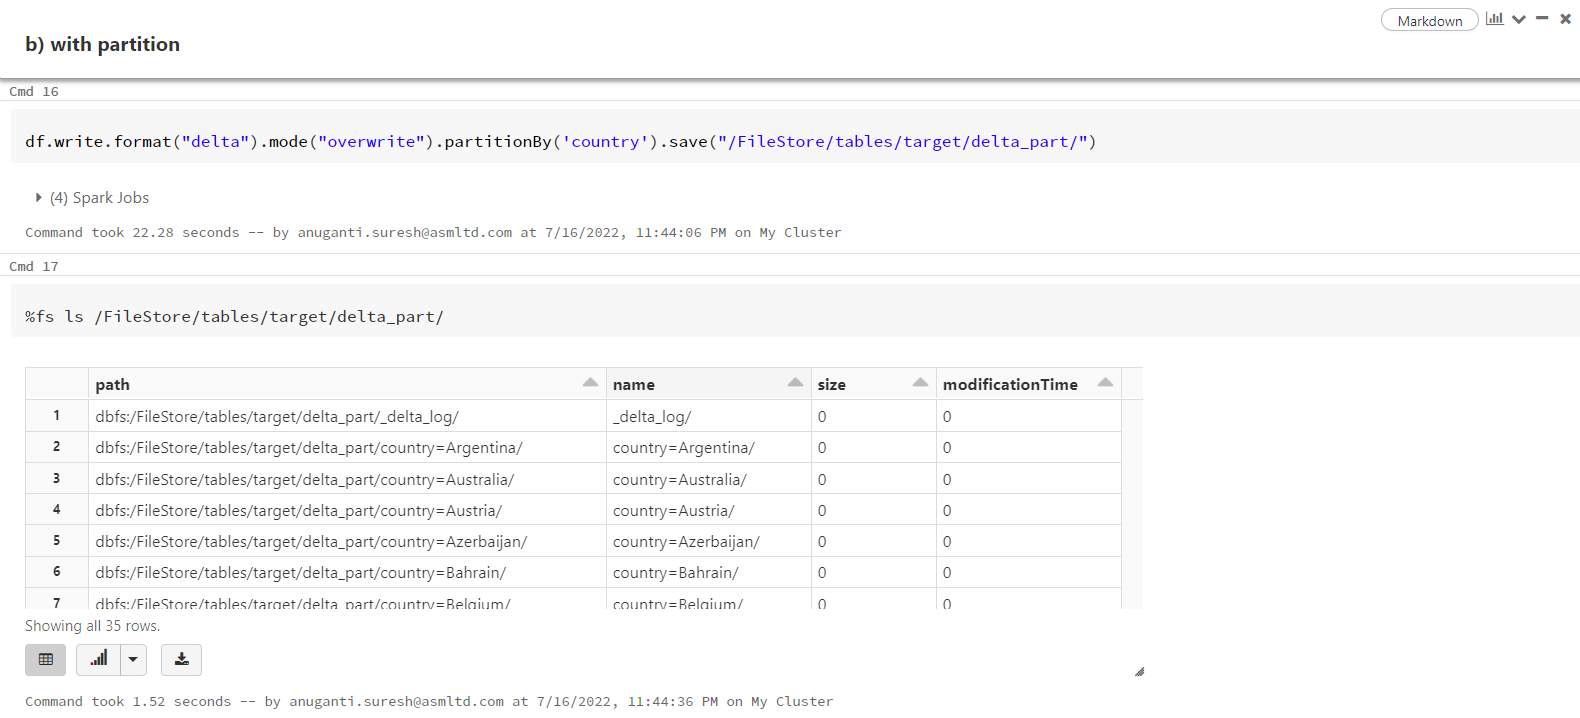 Markdown
b) with partition
Cmd 16
df.write.format("delta").mode("overwrite").partitionBy('country').save("/FileStore/tables/target/delta_part/")
(4) Spark Jobs
Command took 22.28 seconds -- by anuganti.suresh@asmltd.com at 7/16/2022, 11:44:06 PM on My Cluster
Cmd 17
%fs ls /FileStore/tables/target/delta_part/
path name size modificationTime
1 dbfs:/FileStore/tables/target/delta_part/_delta_log/ _delta_log/ 0 0
2 dbfs:/FileStore/tables/target/delta_part/country=Argentina/ country=Argentina/ 0 0
3 dbfs:/FileStore/tables/target/delta_part/country=Australia/ country=Australia/ 0 0
4 dbfs:/FileStore/tables/target/delta_part/country=Austria/ country=Austria/ 0 0
5 dbfs:/FileStore/tables/target/delta_part/country=Azerbaijan/ country=Azerbaijan/ 0 0
6 dbfs:/FileStore/tables/target/delta_part/country=Bahrain/ country=Bahrain/ 0 0
7 dbfs:/FileStore/tables/target/delta_part/country=Belgium/ country=Belgium/ 0 0
Showing all 35 rows.
Command took 1.52 seconds -- by anuganti.suresh@asmltd.com at 7/16/2022, 11:44:36 PM on My Cluster